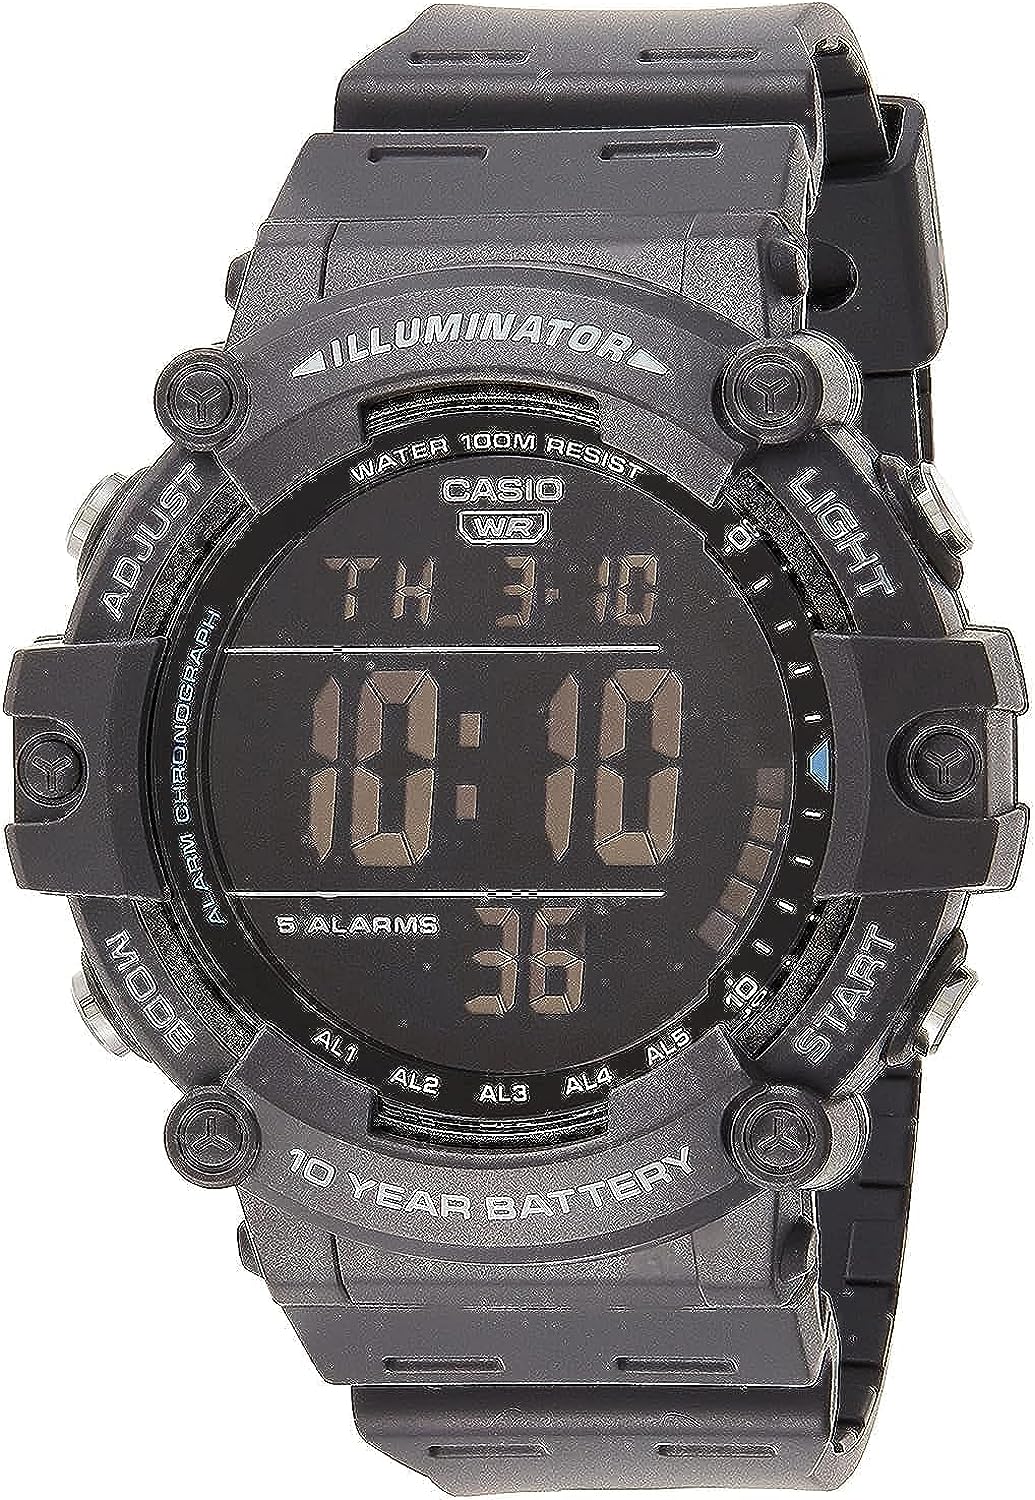 ILLUMINATOR
WATER 100M RESIST
CASIO
WR
ADJUST
LIGHT
TH 3-10
10:10
ALARM CHRONOGRAPH
5 ALARMS
36
MODE
START
10
AL1 AL2 AL3 AL4 AL5
10 YEAR BATTERY